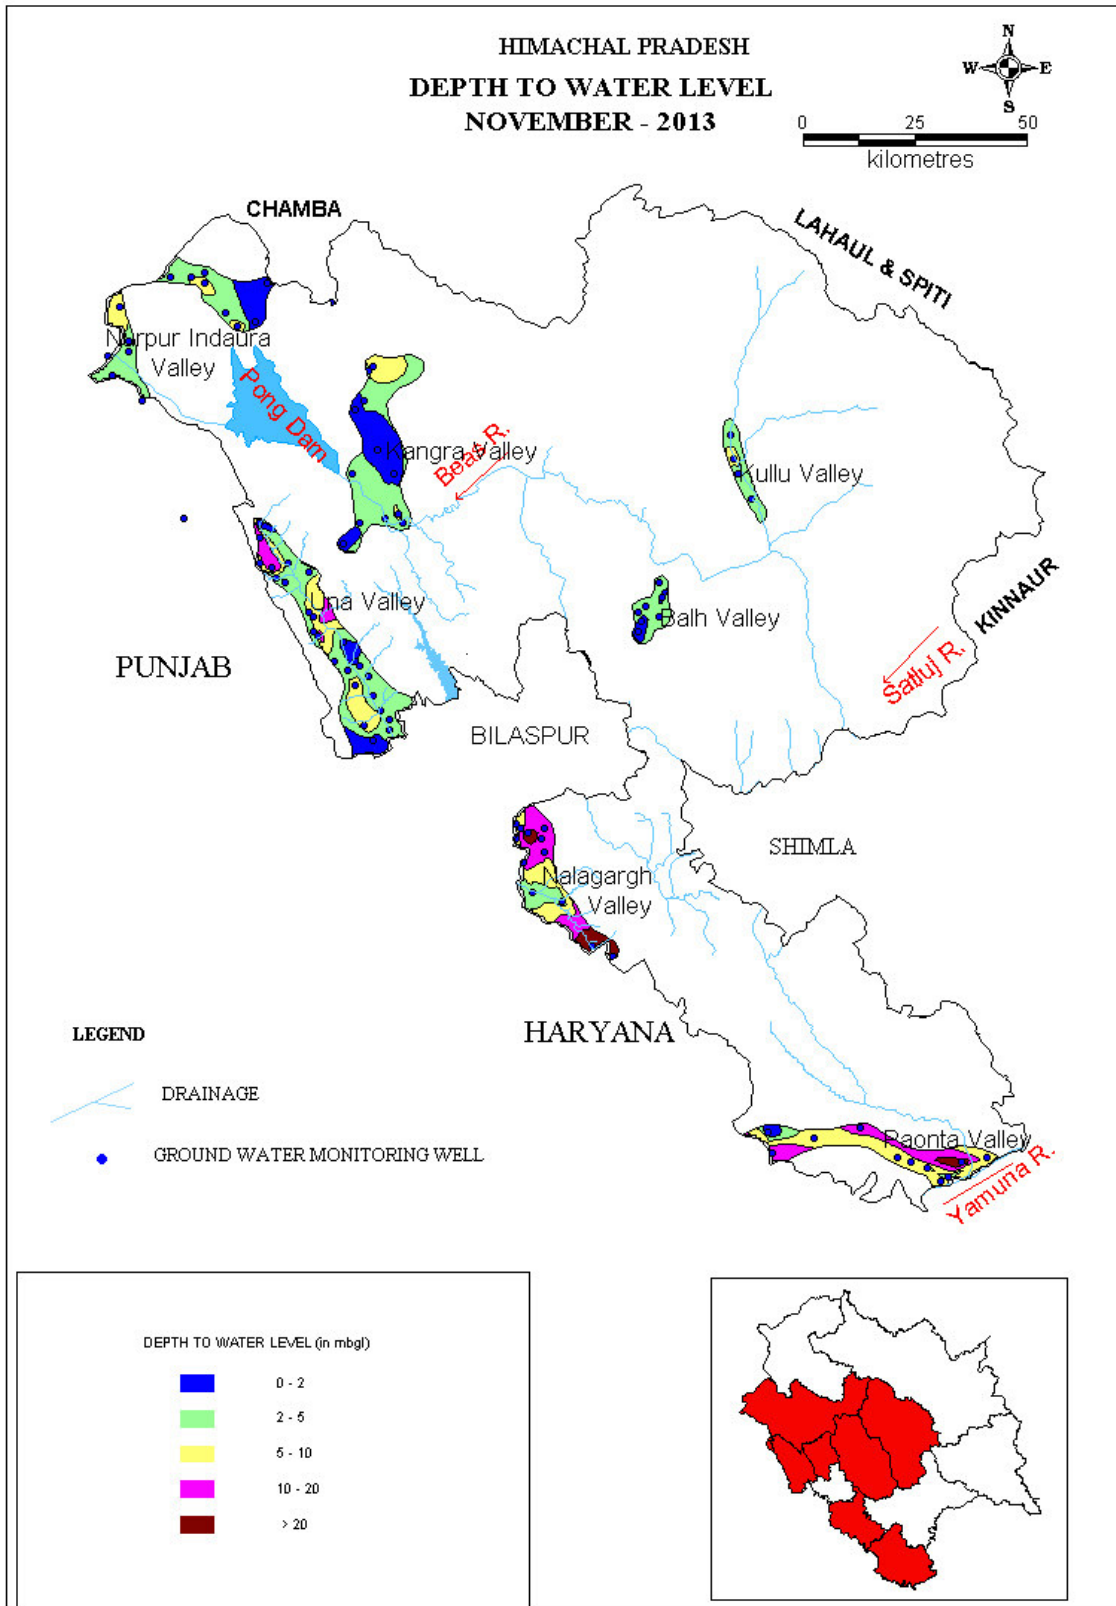 HIMACHAL PRADESH
DEPTH TO WATER LEVEL
NOVEMBER - 2013
N
W
E
S
0
25
50
kilometres
CHAMBA
LAHAUL & SPITI
Nurpur Indaura
Valley
Pong Dam
Kangra Valley
Beas R.
Kullu Valley
KINNAUR
Una Valley
Balh Valley
PUNJAB
Satluj R.
BILASPUR
SHIMLA
Nalagargh
Valley
HARYANA
LEGEND
DRAINAGE
GROUND WATER MONITORING WELL
Paonta Valley
Yamuna R.
DEPTH TO WATER LEVEL (in mbgl)
0 - 2
2 - 5
5 - 10
10 - 20
> 20